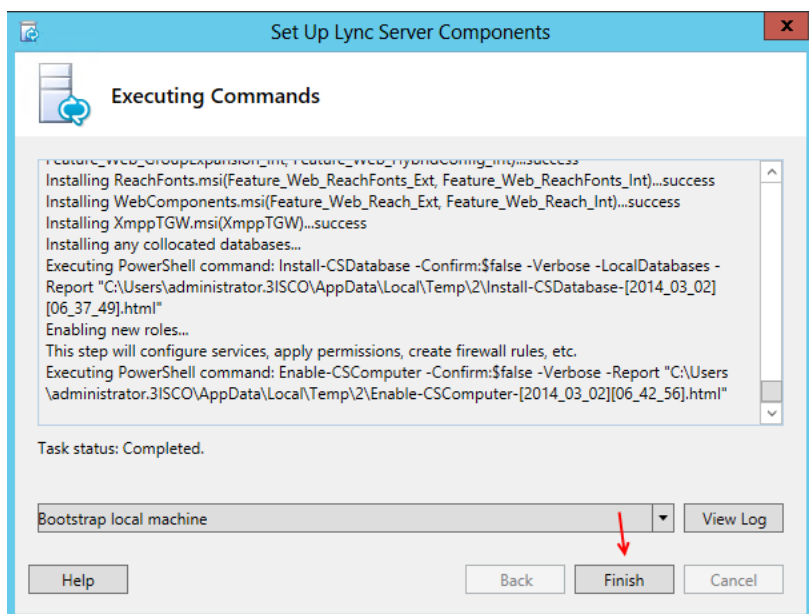 Set Up Lync Server Components
x
Executing Commands
Feature_Web_GroupExpansion_Int, Feature_Web_HybridConfig_Int)...success
Installing ReachFonts.msi(Feature_Web_ReachFonts_Ext, Feature_Web_ReachFonts_Int)...success
Installing WebComponents.msi(Feature_Web_Reach_Ext, Feature_Web_Reach_Int)...success
Installing XmppTGW.msi(XmppTGW)...success
Installing any collocated databases...
Executing PowerShell command: Install-CSDatabase -Confirm:$false -Verbose -LocalDatabases -
Report "C:\Users\administrator.3ISCO\AppData\Local\Temp\2\Install-CSDatabase-[2014_03_02]
[06_37_49].html"
Enabling new roles...
This step will configure services, apply permissions, create firewall rules, etc.
Executing PowerShell command: Enable-CSComputer -Confirm:$false -Verbose -Report "C:\Users
\administrator.3ISCO\AppData\Local\Temp\2\Enable-CSComputer-[2014_03_02][06_42_56].html"
Task status: Completed.
Bootstrap local machine
View Log
Help
Back
Finish
Cancel